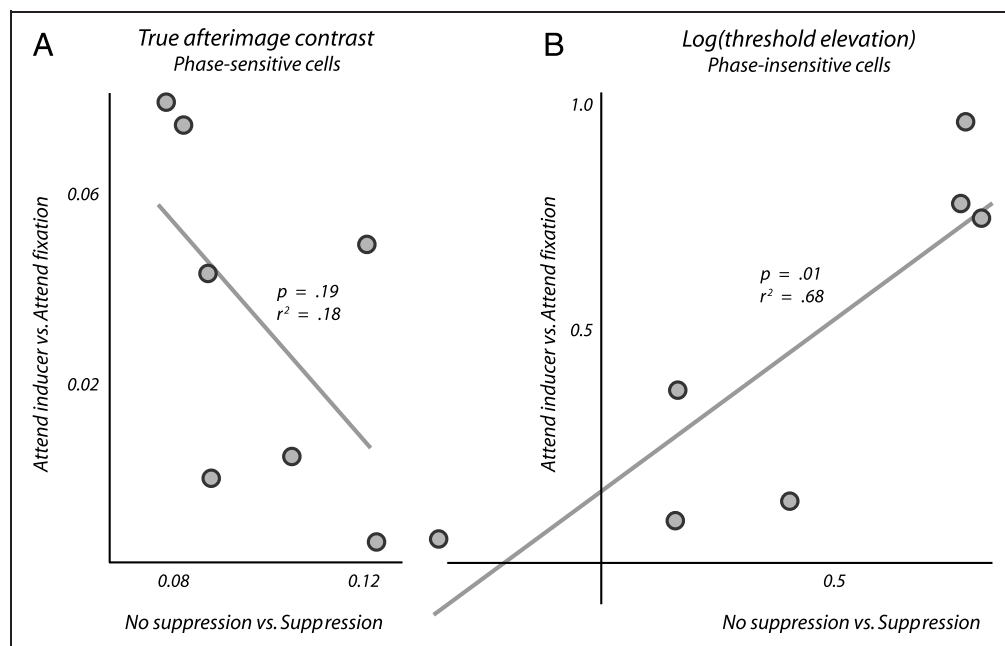 A
True afterimage contrast
Phase-sensitive cells
Attend inducer vs. Attend fixation
0.06
0.02
p = .19
r² = .18
0.08
0.12
No suppression vs. Suppression
B
Log(threshold elevation)
Phase-insensitive cells
Attend inducer vs. Attend fixation
1.0
0.5
p = .01
r² = .68
0.5
No suppression vs. Suppression